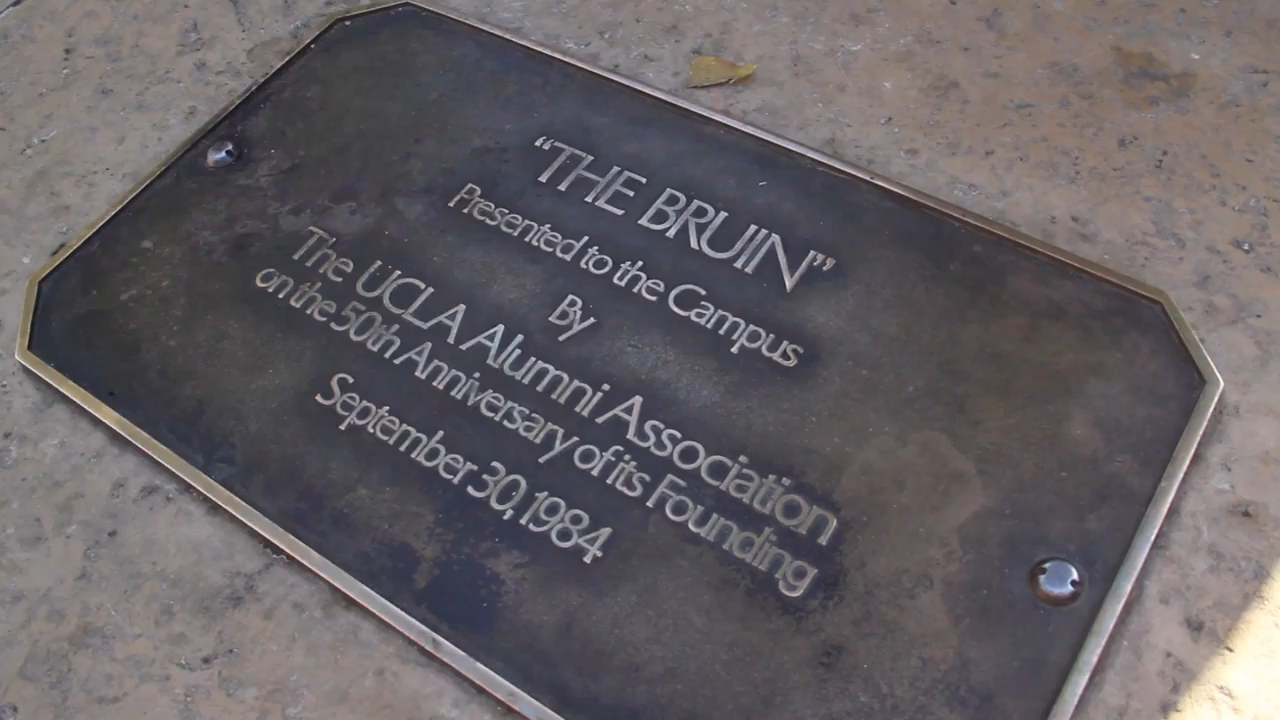 “THE BRUIN”
Presented to the Campus
By
The UCLA Alumni Association
on the 50th Anniversary of its Founding
September 30, 1984